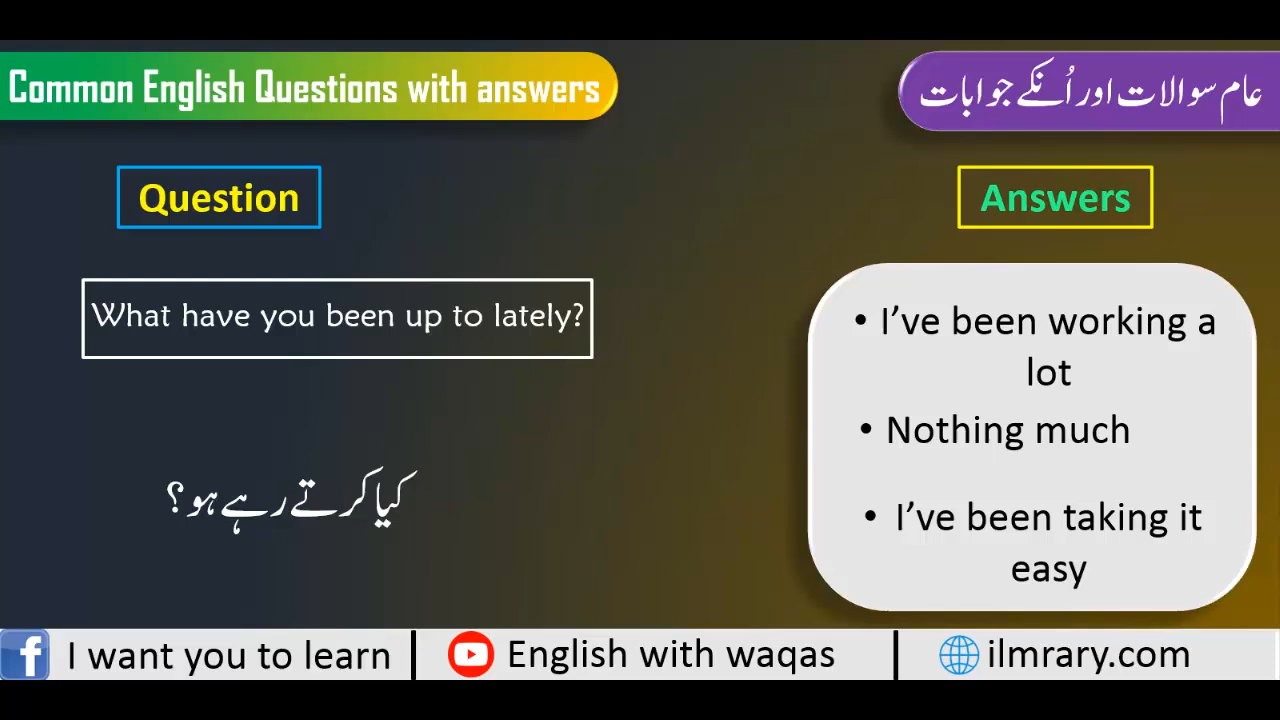 Common English Questions with answers
عام سوالات اور اُنکے جوابات
Question
Answers
What have you been up to lately?
کیا کرتے رہے ہو؟
• I’ve been working a
lot
• Nothing much
• I’ve been taking it
easy
f I want you to learn
English with waqas
ilmrary.com